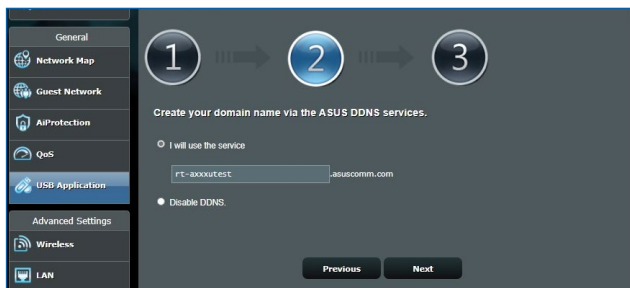 General
Network Map
Guest Network
AiProtection
QoS
USB Application
Advanced Settings
Wireless
LAN
1
2
3
Create your domain name via the ASUS DDNS services.
I will use the service
rt-axxxutest .asuscomm.com
Disable DDNS.
Previous Next